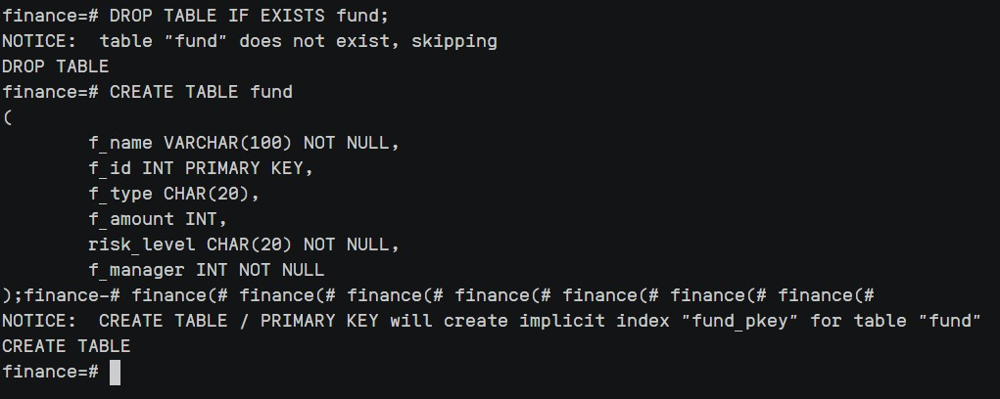 finance=# DROP TABLE IF EXISTS fund;
NOTICE:  table "fund" does not exist, skipping
DROP TABLE
finance=# CREATE TABLE fund
(
        f_name VARCHAR(100) NOT NULL,
        f_id INT PRIMARY KEY,
        f_type CHAR(20),
        f_amount INT,
        risk_level CHAR(20) NOT NULL,
        f_manager INT NOT NULL
);finance-# finance(# finance(# finance(# finance(# finance(# finance(# finance(#
NOTICE:  CREATE TABLE / PRIMARY KEY will create implicit index "fund_pkey" for table "fund"
CREATE TABLE
finance=#